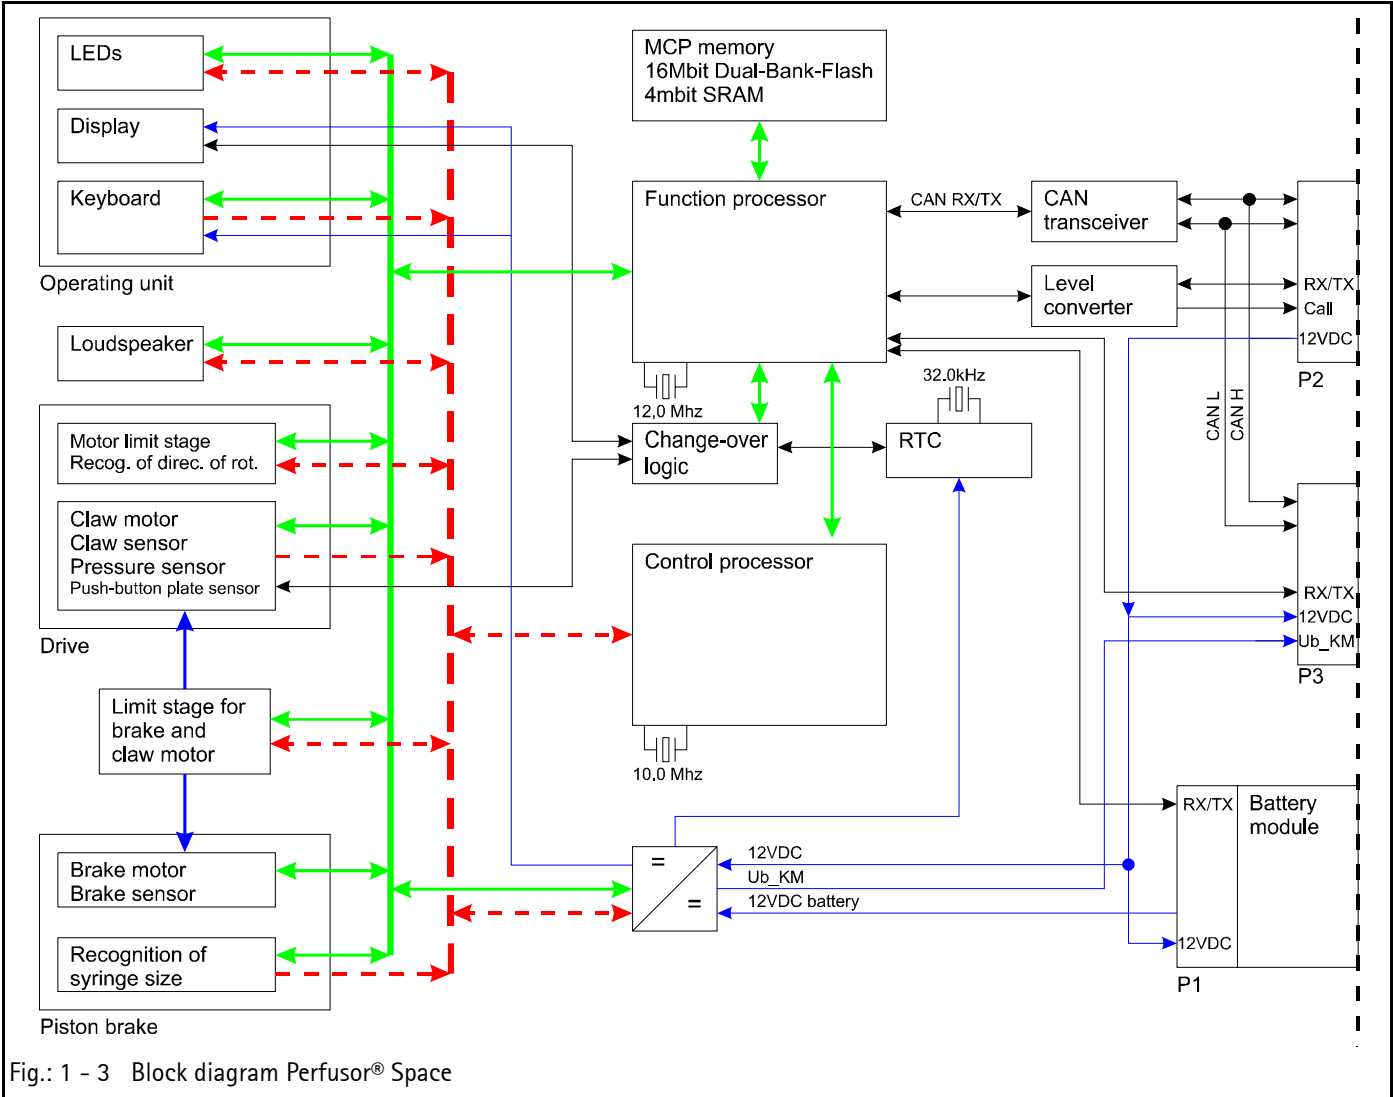 LEDs
Display
Keyboard
Operating unit
Loudspeaker
Motor limit stage
Recog. of direc. of rot.
Claw motor
Claw sensor
Pressure sensor
Push-button plate sensor
Drive
Limit stage for
brake and
claw motor
Brake motor
Brake sensor
Recognition of
syringe size
Piston brake
MCP memory
16Mbit Dual-Bank-Flash
4mbit SRAM
Function processor
12,0 Mhz
Change-over
logic
32.0kHz
RTC
Control processor
10,0 Mhz
=
=
12VDC
Ub_KM
12VDC battery
CAN RX/TX
CAN
transceiver
Level
converter
RX/TX
Call
12VDC
P2
CAN L
CAN H
RX/TX
12VDC
Ub_KM
P3
RX/TX
Battery
module
12VDC
P1
Fig.: 1 - 3 Block diagram Perfusor® Space